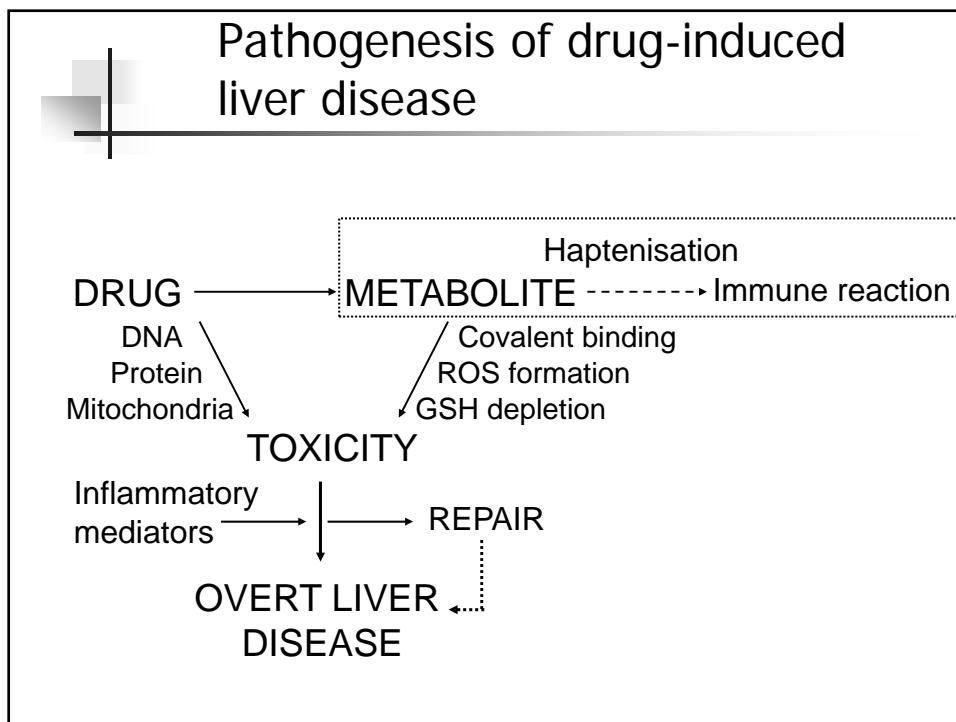 Pathogenesis of drug-induced
liver disease
Haptenisation
DRUG METABOLITE Immune reaction
DNA Covalent binding
Protein ROS formation
Mitochondria GSH depletion
TOXICITY
Inflammatory
mediators REPAIR
OVERT LIVER
DISEASE